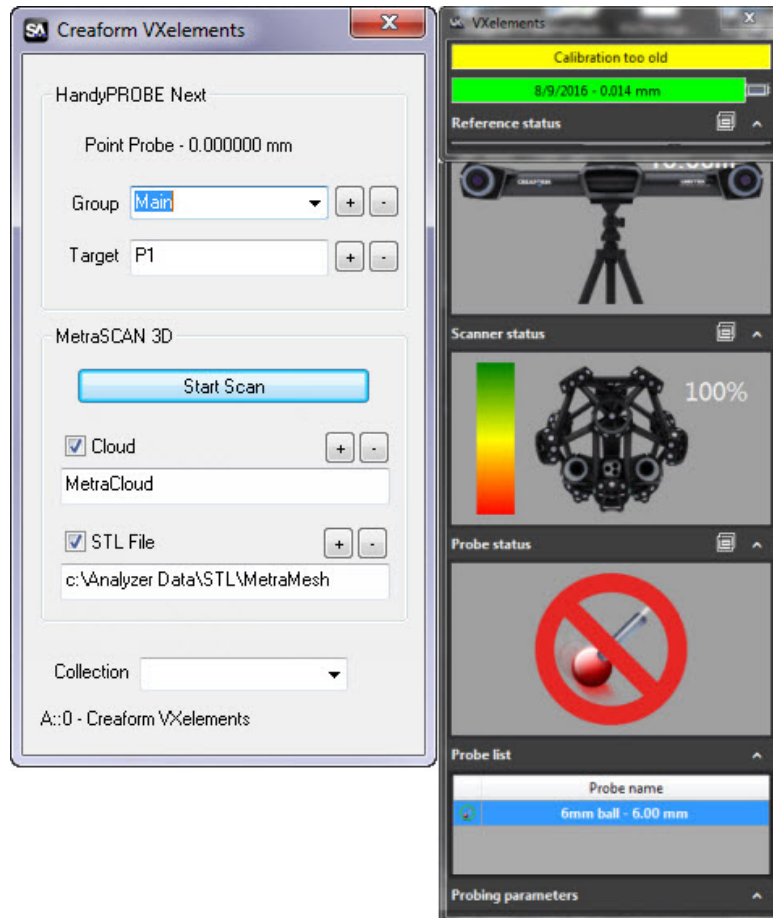 SA Creaform VXelements
HandyPROBE Next
Point Probe - 0.000000 mm
Group Main + -
Target P1 + -
MetraSCAN 3D
Start Scan
Cloud + -
MetraCloud
STL File + -
c:\Analyzer Data\STL\MetraMesh
Collection
A::0 - Creaform VXelements
VXelements
Calibration too old
8/9/2016 - 0.014 mm
Reference status
CREAFORM
Scanner status
100%
Probe status
Probe list
Probe name
6mm ball - 6.00 mm
Probing parameters